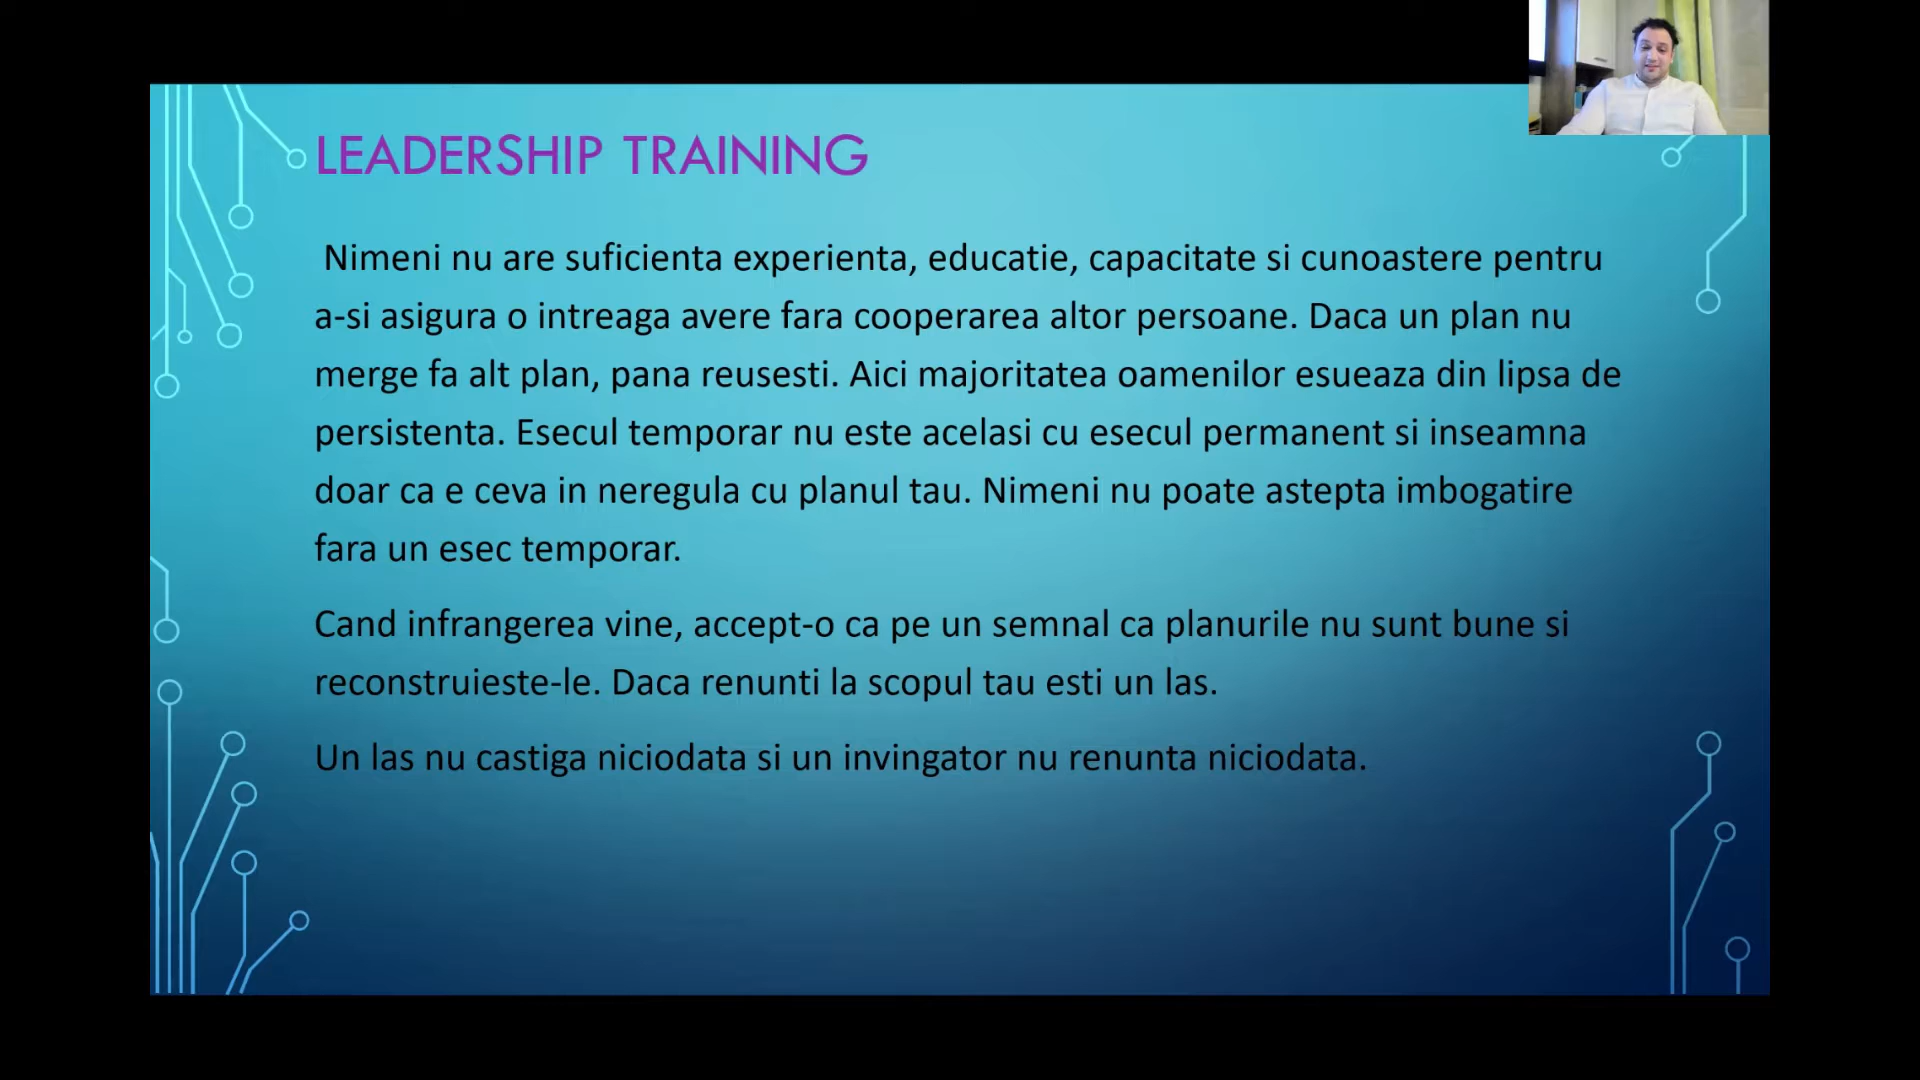 LEADERSHIP TRAINING
Nimeni nu are suficienta experienta, educatie, capacitate si cunoastere pentru
a-si asigura o intreaga avere fara cooperarea altor persoane. Daca un plan nu
merge fa alt plan, pana reusesti. Aici majoritatea oamenilor esueaza din lipsa de
persistenta. Esecul temporar nu este acelasi cu esecul permanent si inseamna
doar ca e ceva in neregula cu planul tau. Nimeni nu poate astepta imbogatire
fara un esec temporar.
Cand infrangerea vine, accept-o ca pe un semnal ca planurile nu sunt bune si
reconstruieste-le. Daca renunti la scopul tau esti un las.
Un las nu castiga niciodata si un invingator nu renunta niciodata.